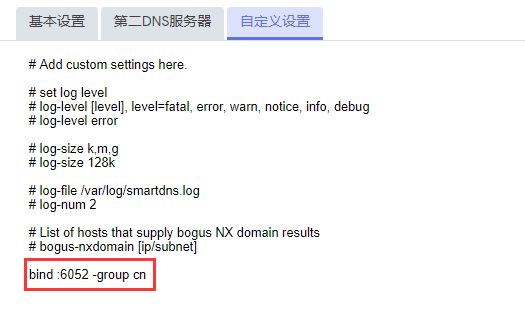 基本设置 第二DNS服务器 自定义设置
# Add custom settings here.
# set log level
# log-level [level], level=fatal, error, warn, notice, info, debug
# log-level error
# log-size k,m,g
# log-size 128k
# log-file /var/log/smartdns.log
# log-num 2
# List of hosts that supply bogus NX domain results
# bogus-nxdomain [ip/subnet]
bind :6052 -group cn